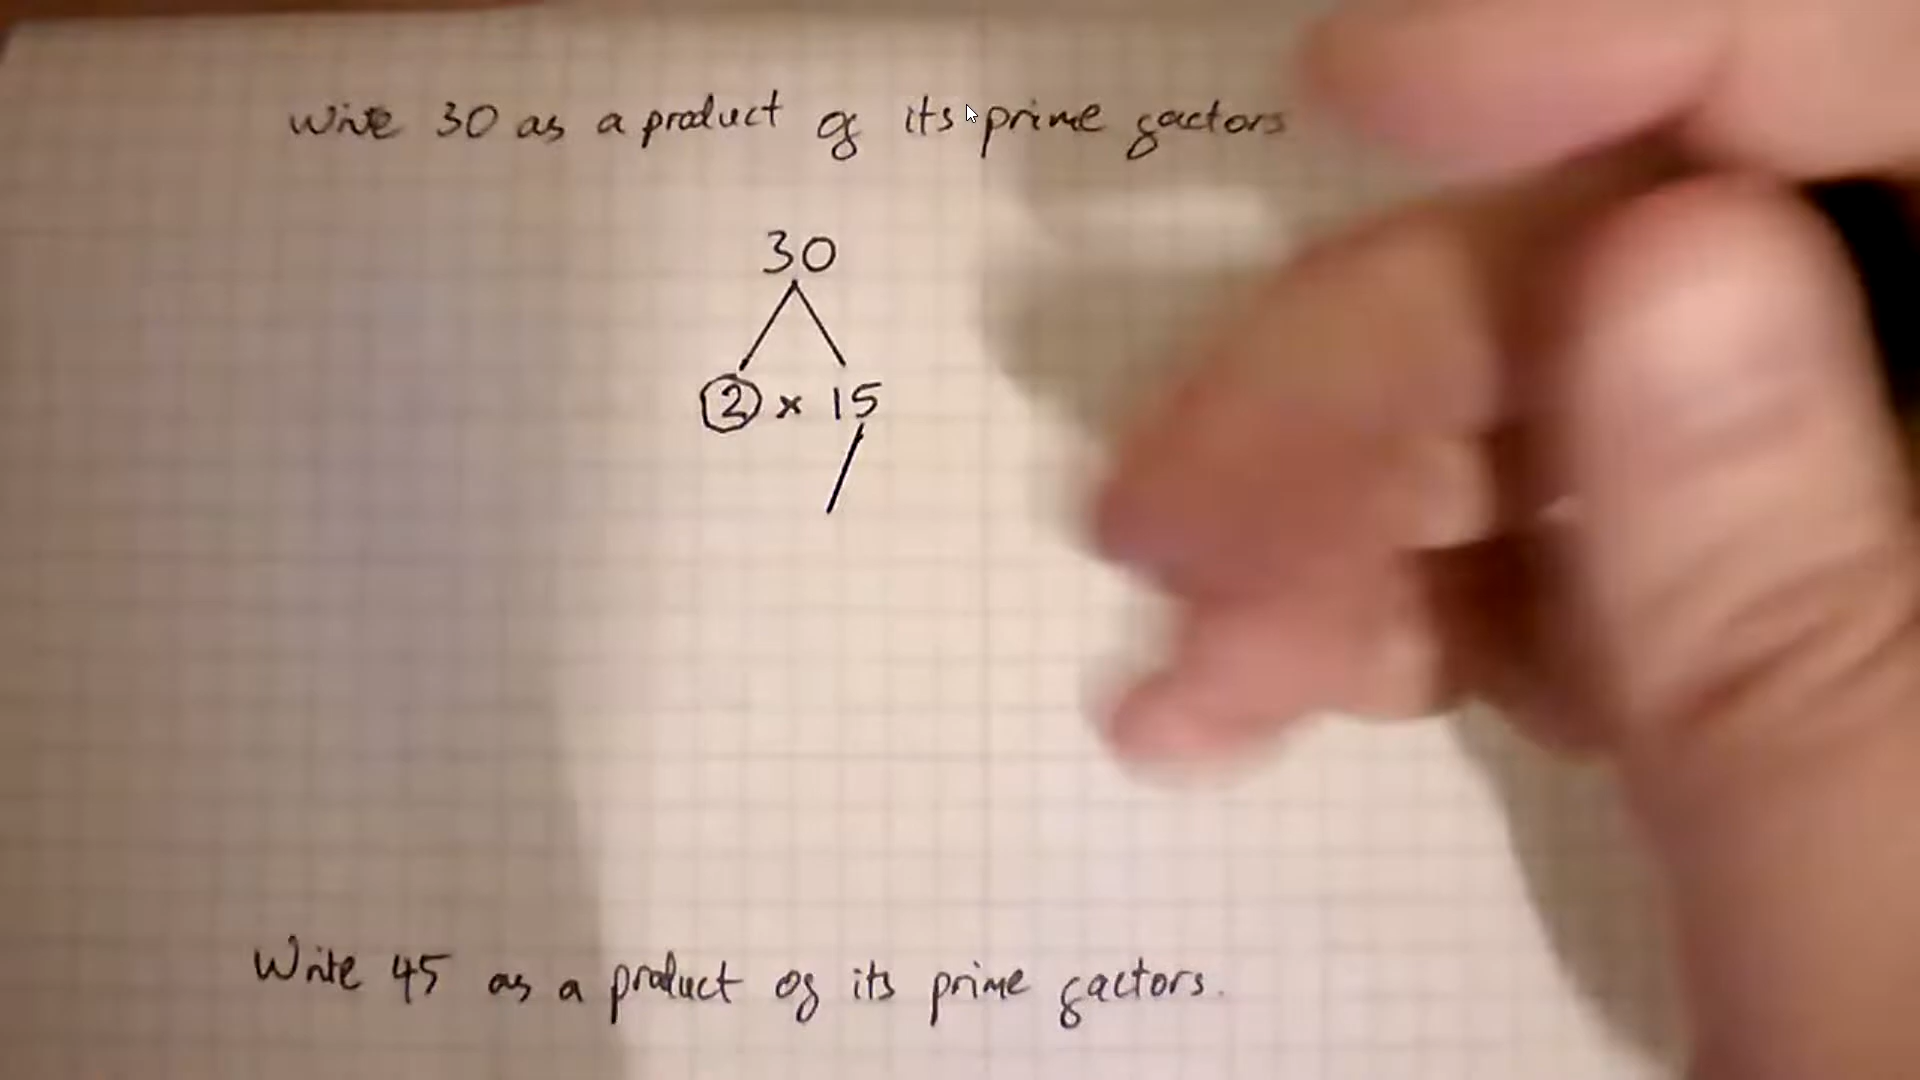 Write 30 as a product of its prime factors
30
2 × 15
Write 45 as a product of its prime factors.